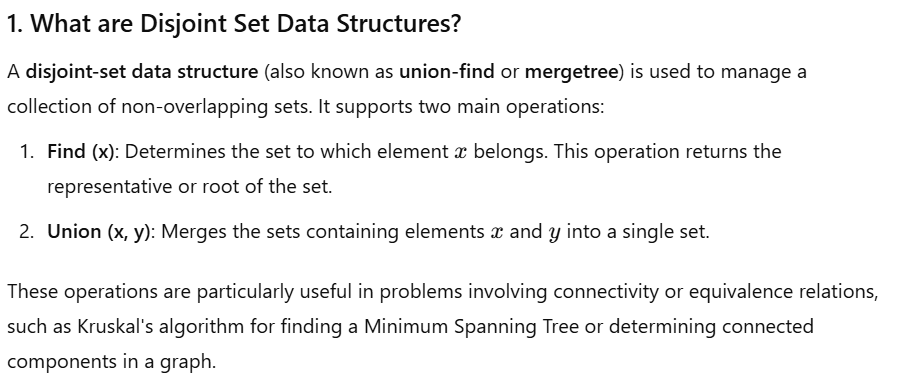 1. What are Disjoint Set Data Structures?
A disjoint-set data structure (also known as union-find or mergetree) is used to manage a
collection of non-overlapping sets. It supports two main operations:
1. Find (x): Determines the set to which element x belongs. This operation returns the
representative or root of the set.
2. Union (x, y): Merges the sets containing elements x and y into a single set.
These operations are particularly useful in problems involving connectivity or equivalence relations,
such as Kruskal's algorithm for finding a Minimum Spanning Tree or determining connected
components in a graph.